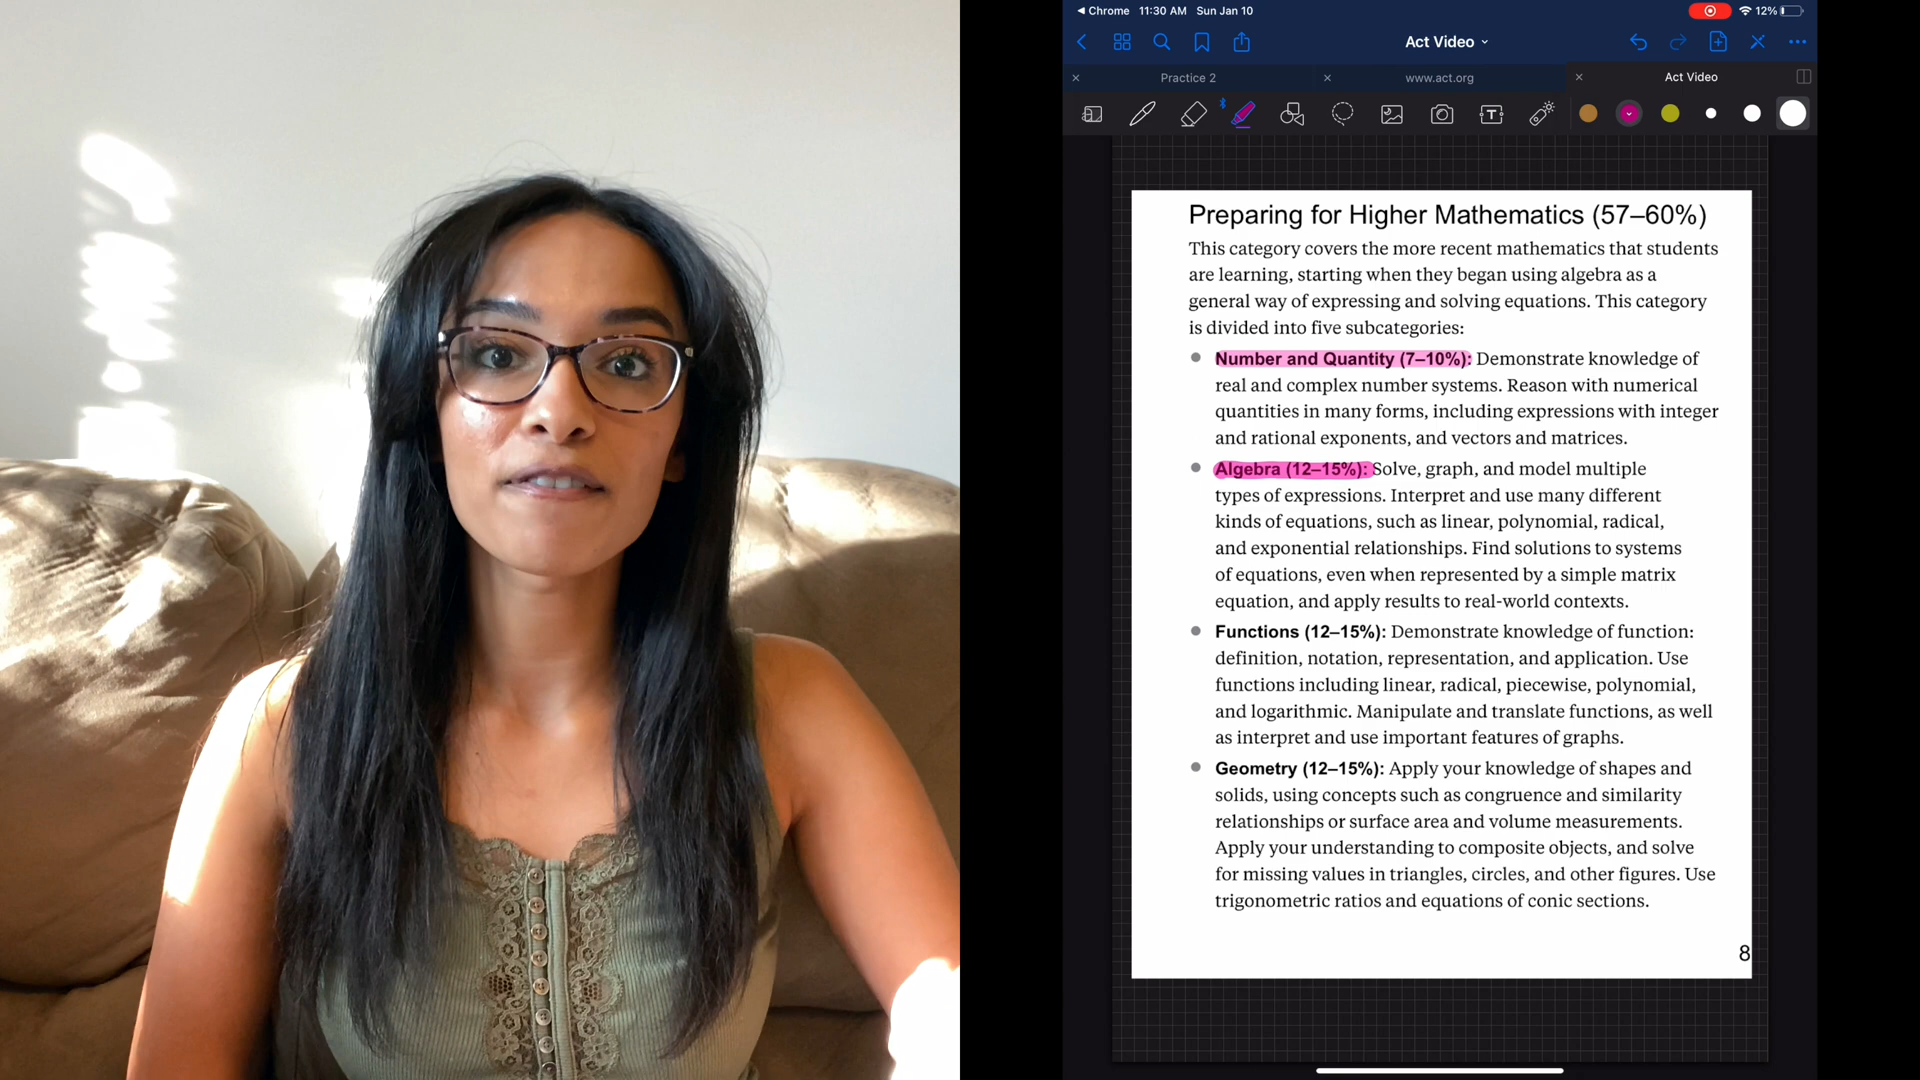 Chrome 11:30 AM Sun Jan 10
12%
Act Video
Practice 2
www.act.org
Act Video
T
Preparing for Higher Mathematics (57–60%)
This category covers the more recent mathematics that students
are learning, starting when they began using algebra as a
general way of expressing and solving equations. This category
is divided into five subcategories:
Number and Quantity (7–10%): Demonstrate knowledge of
real and complex number systems. Reason with numerical
quantities in many forms, including expressions with integer
and rational exponents, and vectors and matrices.
Algebra (12–15%): Solve, graph, and model multiple
types of expressions. Interpret and use many different
kinds of equations, such as linear, polynomial, radical,
and exponential relationships. Find solutions to systems
of equations, even when represented by a simple matrix
equation, and apply results to real-world contexts.
Functions (12–15%): Demonstrate knowledge of function:
definition, notation, representation, and application. Use
functions including linear, radical, piecewise, polynomial,
and logarithmic. Manipulate and translate functions, as well
as interpret and use important features of graphs.
Geometry (12–15%): Apply your knowledge of shapes and
solids, using concepts such as congruence and similarity
relationships or surface area and volume measurements.
Apply your understanding to composite objects, and solve
for missing values in triangles, circles, and other figures. Use
trigonometric ratios and equations of conic sections.
8